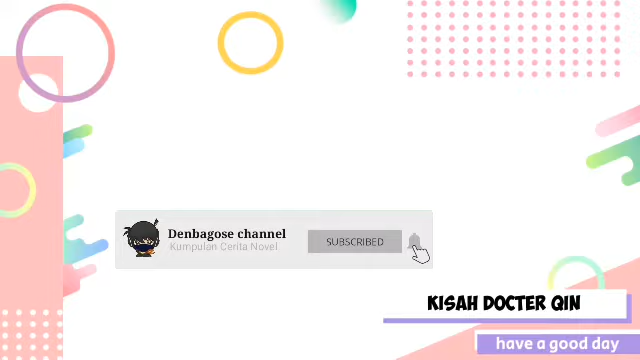 Denbagose channel
Kumpulan Cerita Novel
SUBSCRIBED
KISAH DOCTER QIN
have a good day